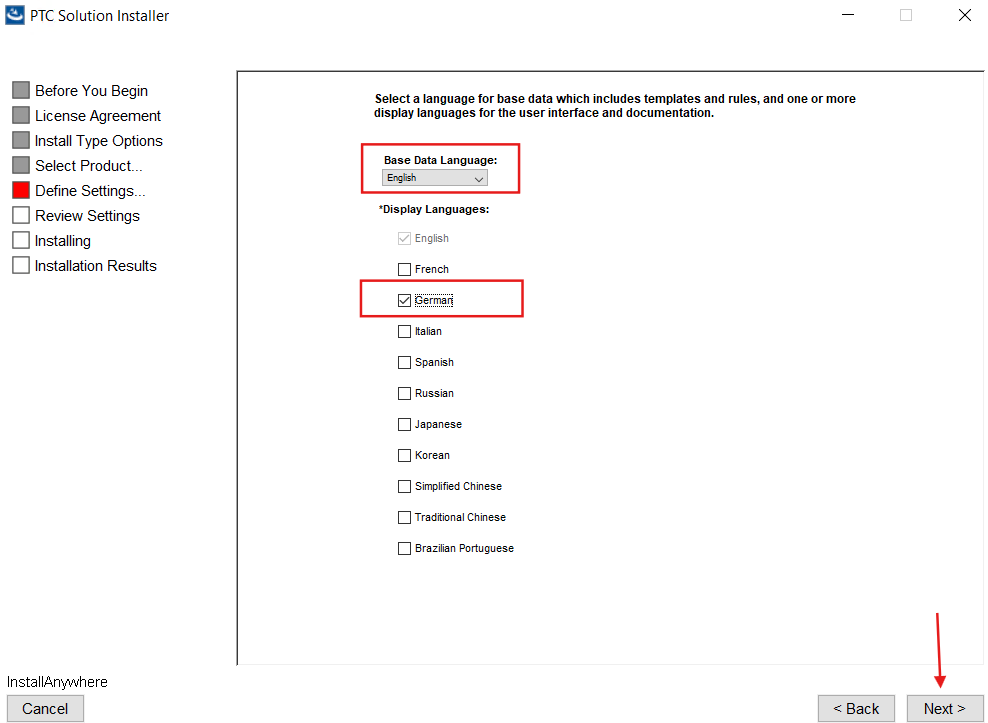 PTC Solution Installer
Before You Begin
License Agreement
Install Type Options
Select Product...
Define Settings...
Review Settings
Installing
Installation Results
Select a language for base data which includes templates and rules, and one or more
display languages for the user interface and documentation.
Base Data Language:
English
*Display Languages:
English
French
German
Italian
Spanish
Russian
Japanese
Korean
Simplified Chinese
Traditional Chinese
Brazilian Portuguese
InstallAnywhere
Cancel
< Back
Next >